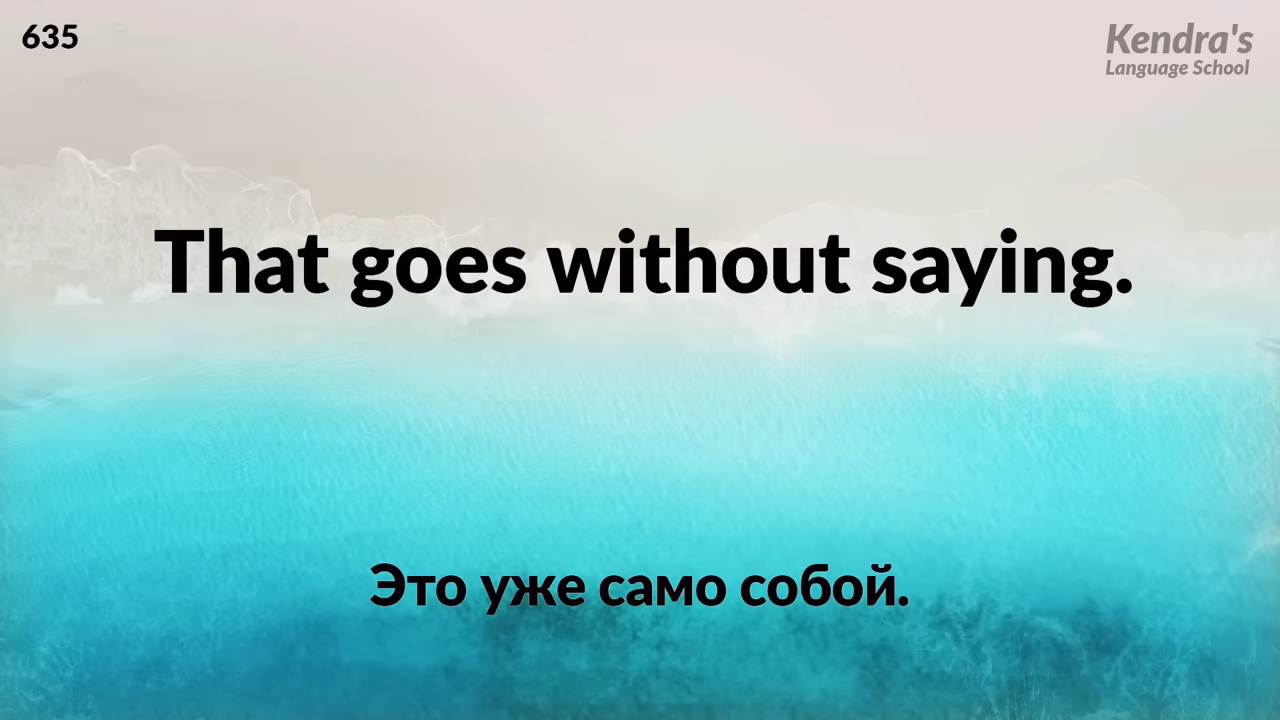 635
Kendra's
Language School
That goes without saying.
Это уже само собой.